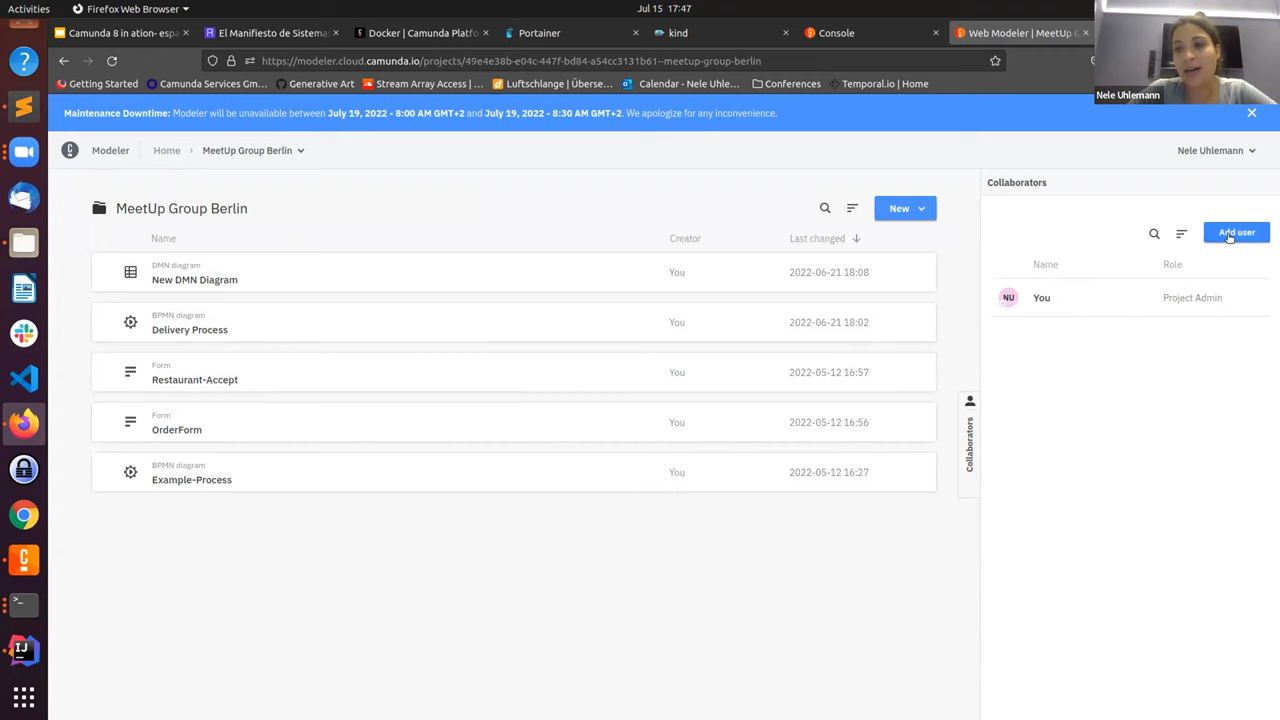 Activities
Firefox Web Browser
Jul 15 17:47
Camunda 8 in ation- espa
El Manifiesto de Sistema
Docker | Camunda Platfo
Portainer
kind
Console
Web Modeler | MeetUp G
https://modeler.cloud.camunda.io/projects/49e4e38b-e04c-447f-bd84-a54cc3131b61--meetup-group-berlin
Getting Started
Camunda Services Gm...
Generative Art
Stream Array Access | ...
Luftschlange | Überse...
Calendar - Nele Uhle...
Conferences
Temporal.io | Home
Nele Uhlemann
Maintenance Downtime: Modeler will be unavailable between July 19, 2022 - 8:00 AM GMT+2 and July 19, 2022 - 8:30 AM GMT+2. We apologize for any inconvenience.
Modeler
Home
MeetUp Group Berlin
Nele Uhlemann
Collaborators
MeetUp Group Berlin
New
Add user
Name
Creator
Last changed
Name
Role
DMN diagram
New DMN Diagram
You
2022-06-21 18:08
NU
You
Project Admin
BPMN diagram
Delivery Process
You
2022-06-21 18:02
Form
Restaurant-Accept
You
2022-05-12 16:57
Form
OrderForm
You
2022-05-12 16:56
Collaborators
BPMN diagram
Example-Process
You
2022-05-12 16:27
IJ